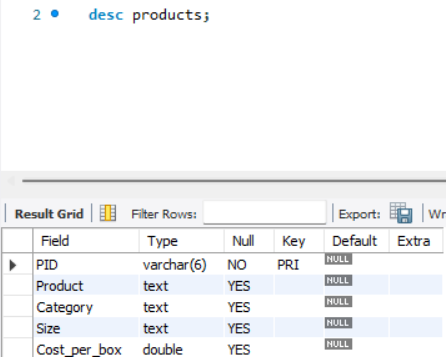 2 desc products;
Result Grid Filter Rows: Export: Wr
Field Type Null Key Default Extra
PID varchar(6) NO PRI NULL
Product text YES NULL
Category text YES NULL
Size text YES NULL
Cost_per_box double YES NULL